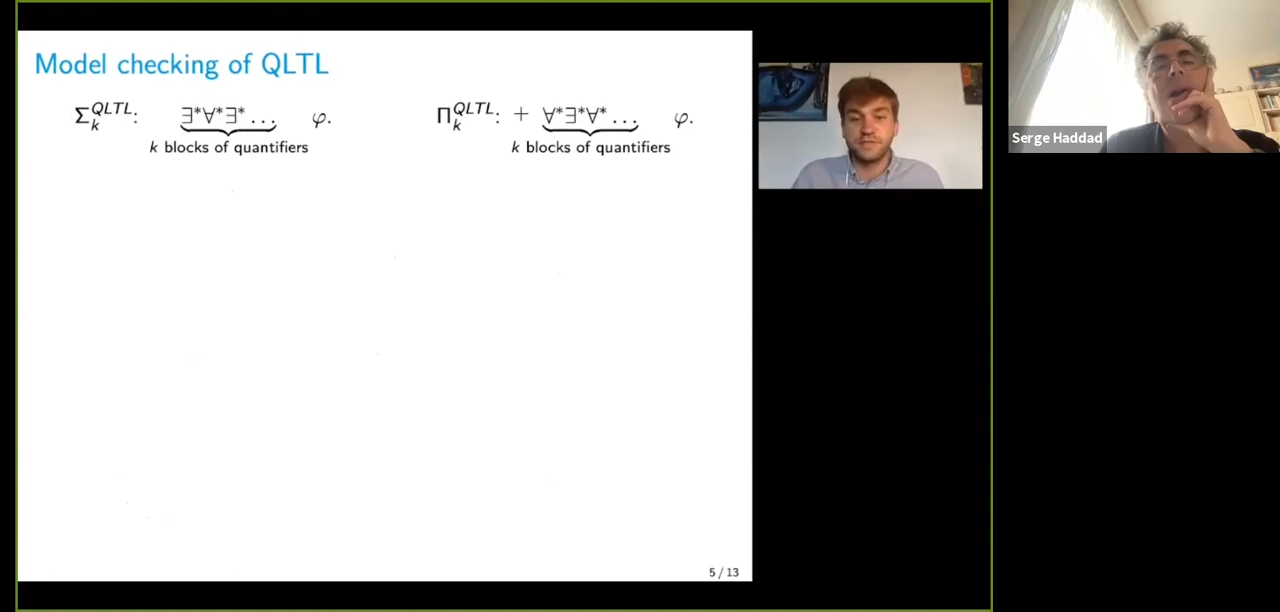 Model checking of QLTL
Σ_k^{QLTL}: ∃*∀*∃* ... φ. Π_k^{QLTL}: + ∀*∃*∀* ... φ.
k blocks of quantifiers k blocks of quantifiers
Serge Haddad
5 / 13